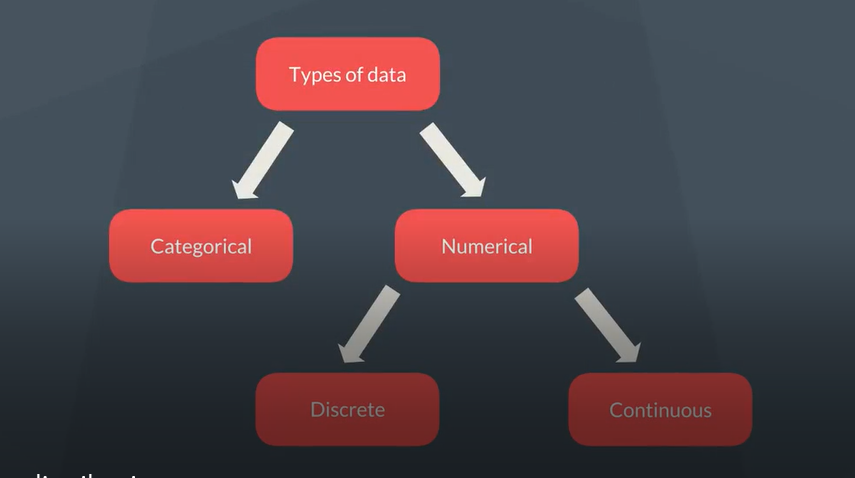 Types of data
Categorical
Numerical
Discrete
Continuous